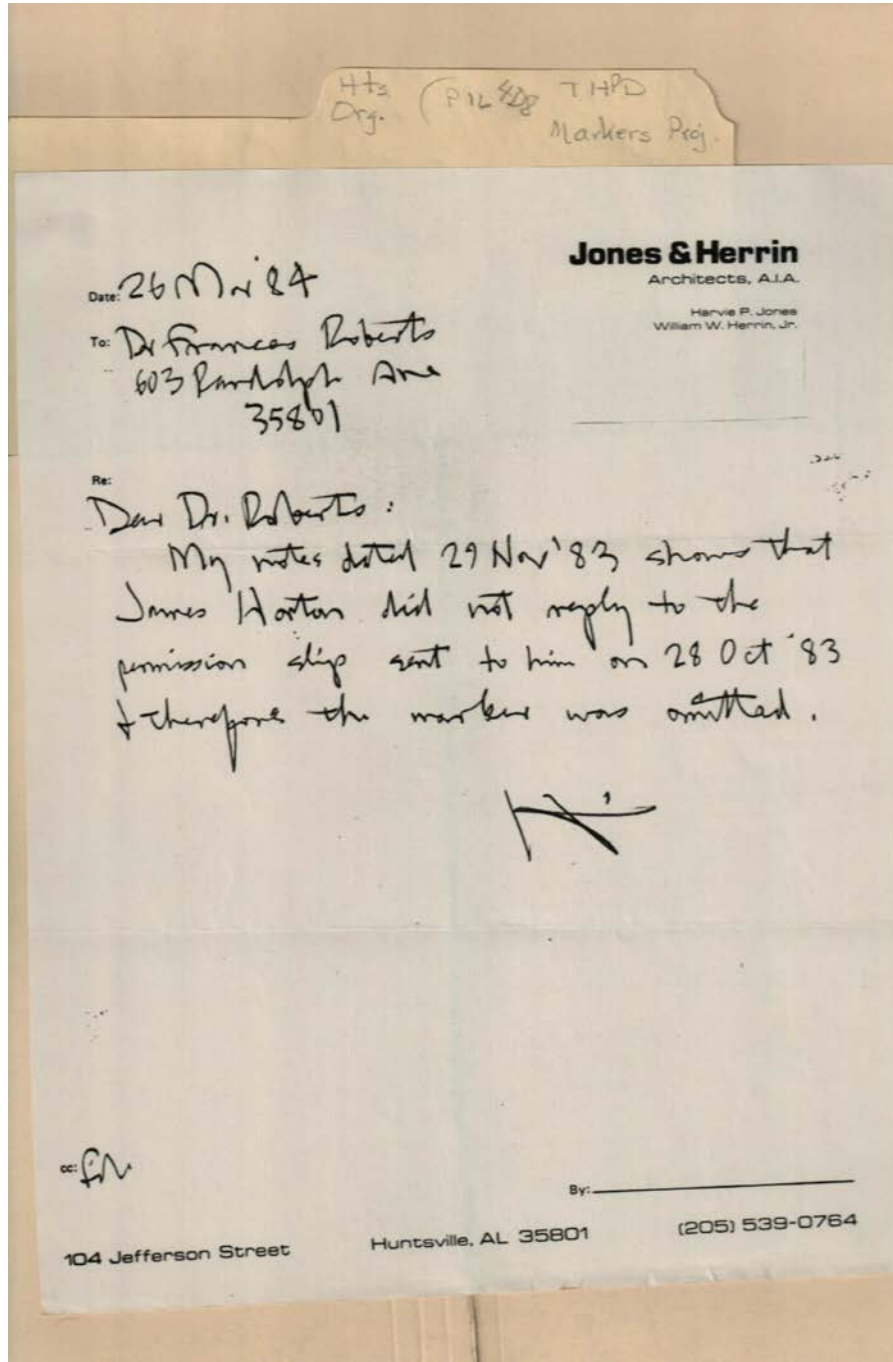 Hts. (P12 THPD
Org. Markers Proj.
Jones & Herrin
Architects, A.I.A.
Harvie P. Jones
William W. Herrin, Jr.
Date: 26 Mar '84
To: Dr Frances Roberts
603 Randolph Ave
35801
Re:
Dear Dr. Roberts:
My notes dated 29 Nov '83 shows that
James Horton did not reply to the
permission slip sent to him on 28 Oct '83
& therefore the marker was omitted.
cc: file
By:
104 Jefferson Street Huntsville, AL 35801 (205) 539-0764